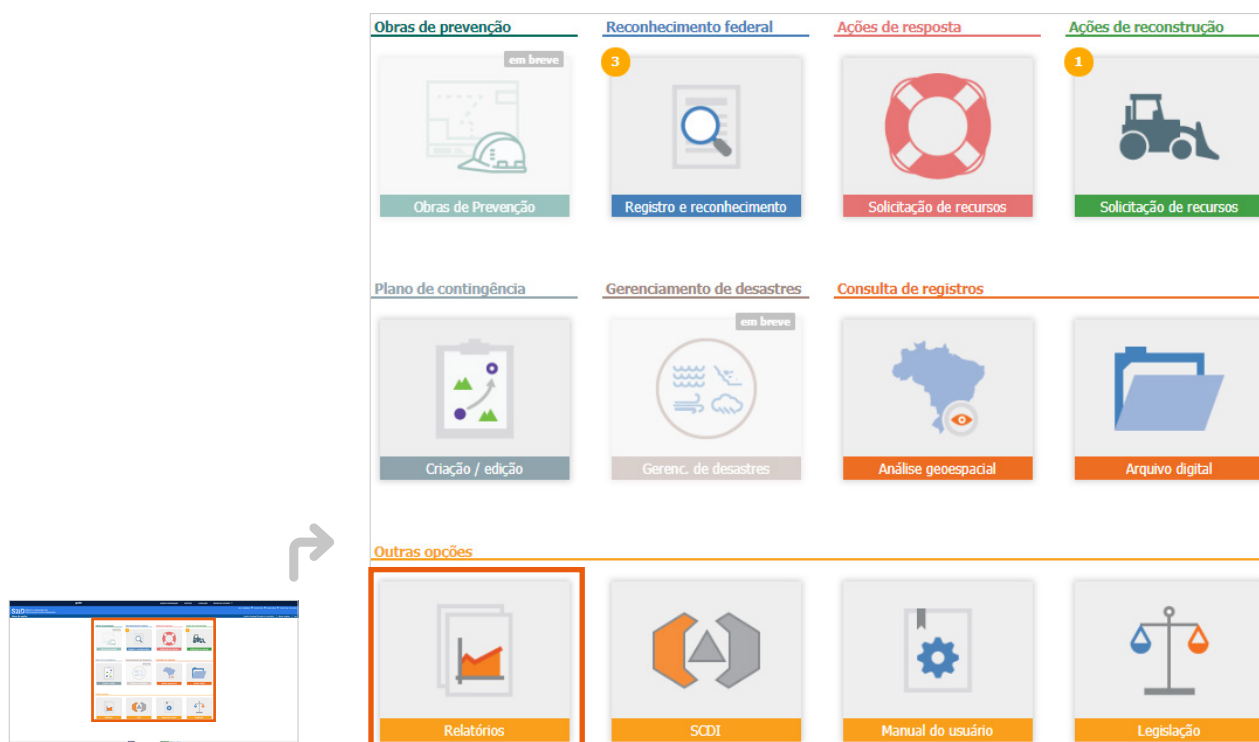 Obras de prevenção Reconhecimento federal Ações de resposta Ações de reconstrução
em breve 3 1
Obras de Prevenção Registro e reconhecimento Solicitação de recursos Solicitação de recursos
Plano de contingência Gerenciamento de desastres Consulta de registros
em breve
Criação / edição Gerenc. de desastres Análise geoespacial Arquivo digital
Outras opções
Relatórios SCDI Manual do usuário Legislação
S2iD